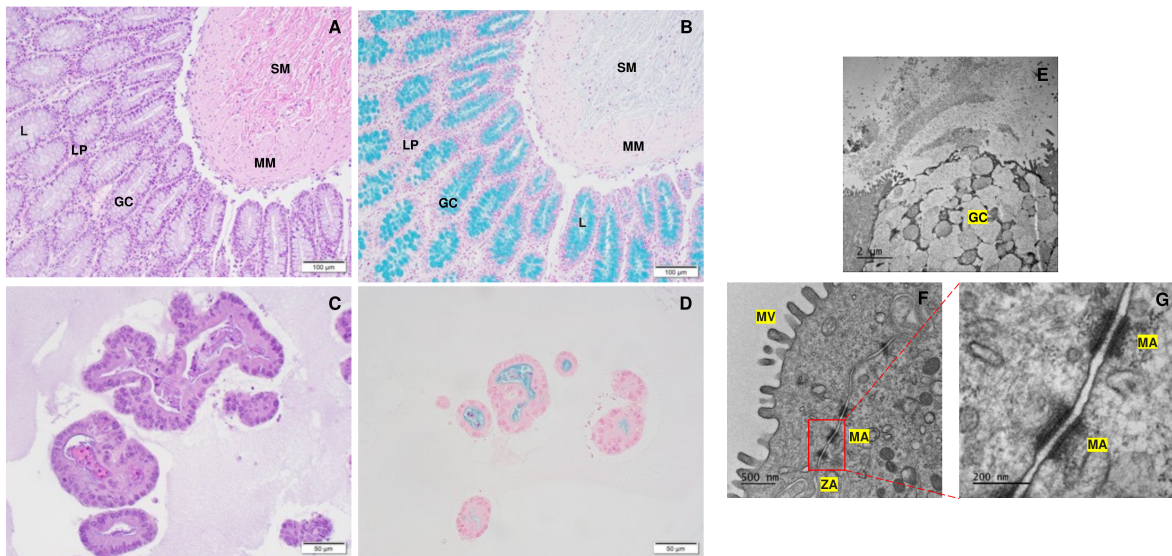 A
SM
L
LP
MM
GC
100 µm
B
SM
LP
MM
GC
L
100 µm
C
50 µm
D
50 µm
E
GC
2 µm
F
MV
MA
500 nm
ZA
G
MA
MA
200 nm